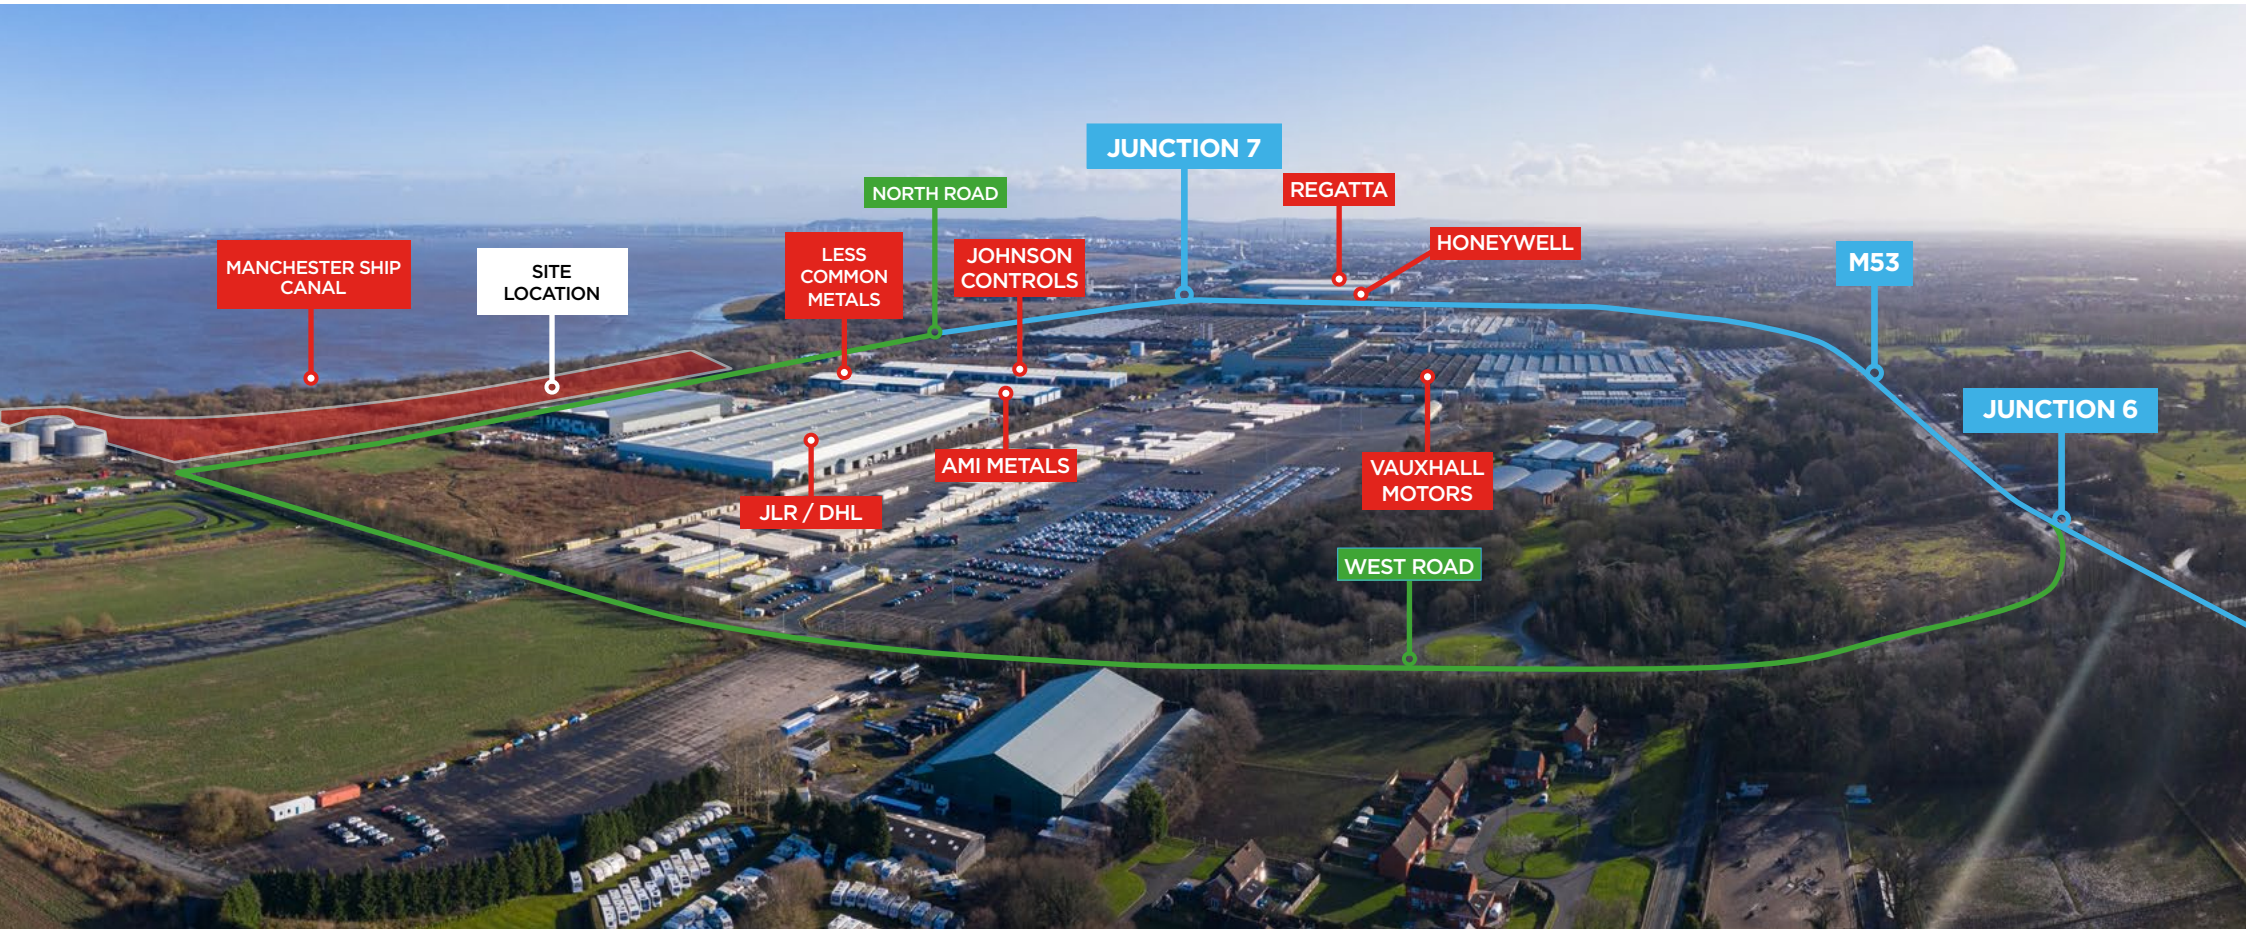 JUNCTION 7
NORTH ROAD
REGATTA
MANCHESTER SHIP
CANAL
SITE
LOCATION
LESS
COMMON
METALS
JOHNSON
CONTROLS
HONEYWELL
M53
JUNCTION 6
AMI METALS
VAUXHALL
MOTORS
JLR / DHL
WEST ROAD